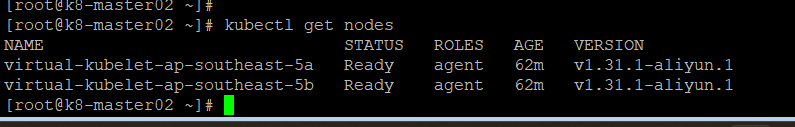 [root@k8-master02 ~]#
[root@k8-master02 ~]# kubectl get nodes
NAME STATUS ROLES AGE VERSION
virtual-kubelet-ap-southeast-5a Ready agent 62m v1.31.1-aliyun.1
virtual-kubelet-ap-southeast-5b Ready agent 62m v1.31.1-aliyun.1
[root@k8-master02 ~]#